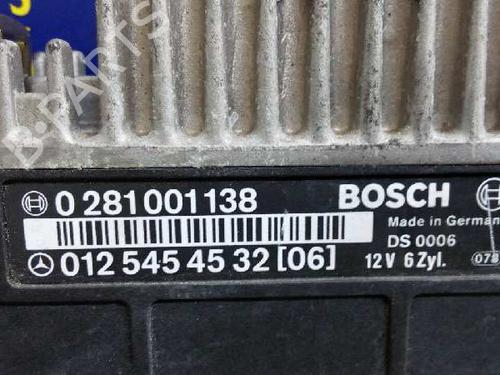 B-PARTS
0 281 001 138
BOSCH
Made in German
DS 0006
012 545 45 32 [06]
12V 6 Zyl.
078